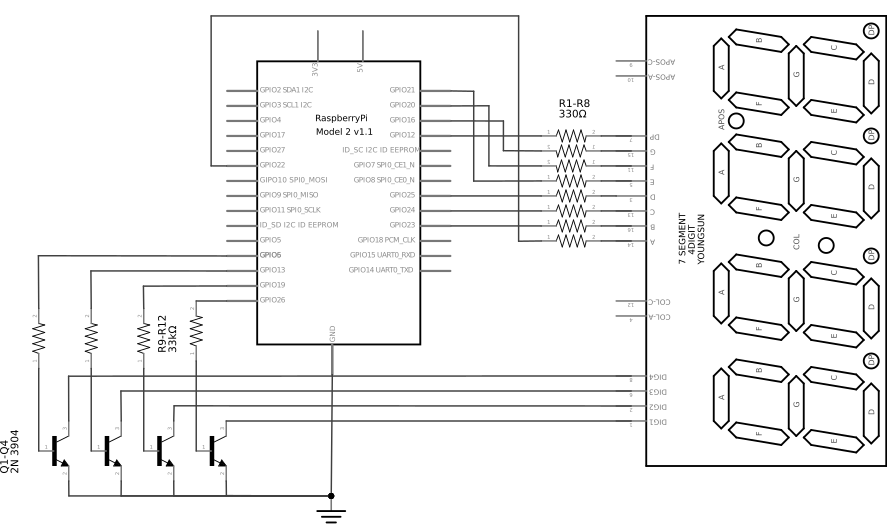 3V3
5V
GPIO2 SDA1 I2C
GPIO3 SCL1 I2C
GPIO4
GPIO17
GPIO27
GPIO22
GIPO10 SPI0_MOSI
GPIO9 SPI0_MISO
GPIO11 SPI0_SCLK
ID_SD I2C ID EEPROM
GPIO5
GPIO6
GPIO13
GPIO19
GPIO26
RaspberryPi
Model 2 v1.1
GPIO21
GPIO20
GPIO16
GPIO12
ID_SC I2C ID EEPROM
GPIO7 SPI0_CE1_N
GPIO8 SPI0_CE0_N
GPIO25
GPIO24
GPIO23
GPIO18 PCM_CLK
GPIO15 UART0_RXD
GPIO14 UART0_TXD
GND
R1-R8
330Ω
R9-R12
33kΩ
Q1-Q4
2N 3904
APOS-C
APOS-A
DP
G
F
E
D
C
B
A
COL-C
COL-A
DIG4
DIG3
DIG2
DIG1
7 SEGMENT
4DIGIT
YOUNGSUN
APOS
COL
A
B
C
D
E
F
G
DP
A
B
C
D
E
F
G
DP
A
B
C
D
E
F
G
DP
A
B
C
D
E
F
G
DP